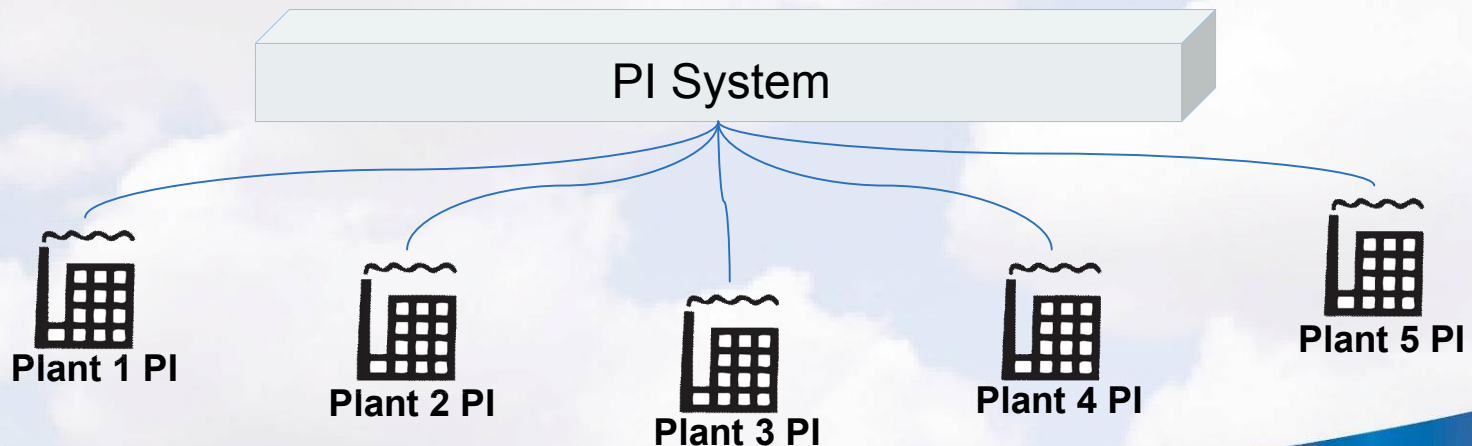 PI System
Plant 1 PI
Plant 2 PI
Plant 3 PI
Plant 4 PI
Plant 5 PI